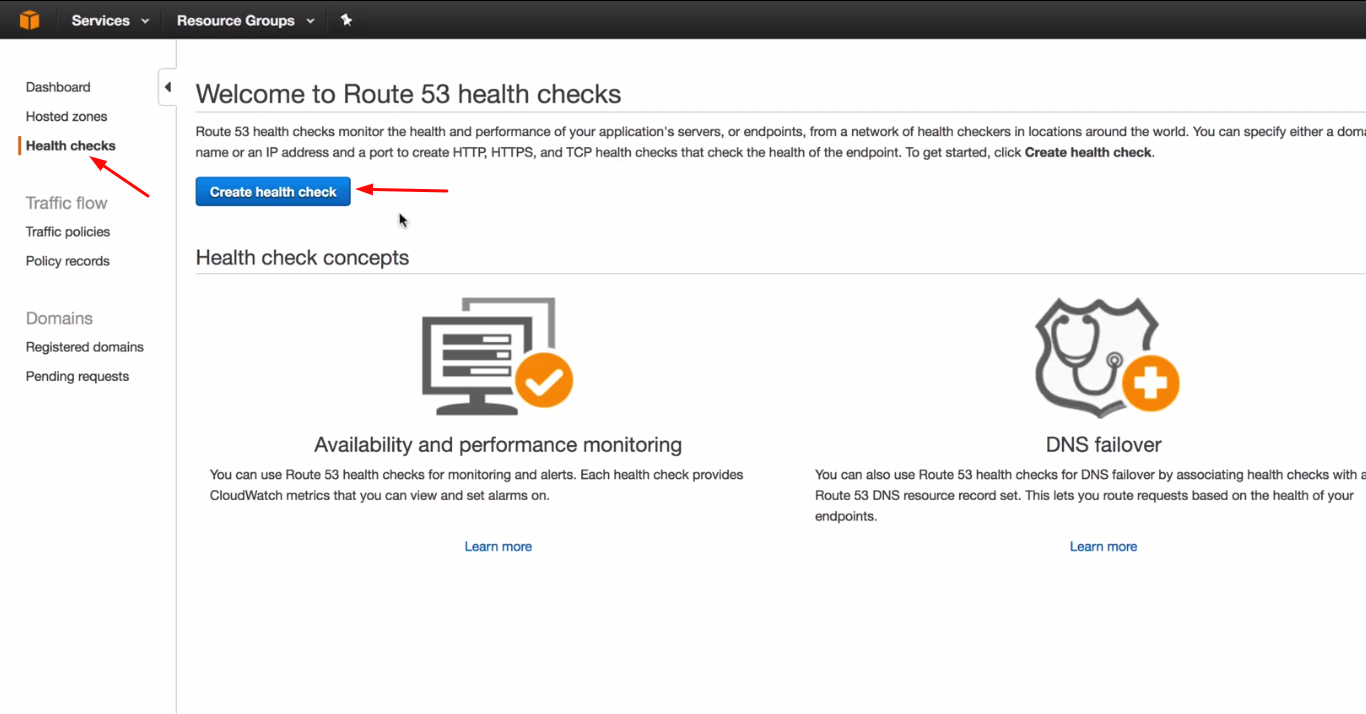 Services
Resource Groups
Dashboard
Hosted zones
Health checks
Traffic flow
Traffic policies
Policy records
Domains
Registered domains
Pending requests
Welcome to Route 53 health checks
Route 53 health checks monitor the health and performance of your application's servers, or endpoints, from a network of health checkers in locations around the world. You can specify either a doma
name or an IP address and a port to create HTTP, HTTPS, and TCP health checks that check the health of the endpoint. To get started, click Create health check.
Create health check
Health check concepts
Availability and performance monitoring
You can use Route 53 health checks for monitoring and alerts. Each health check provides
CloudWatch metrics that you can view and set alarms on.
Learn more
DNS failover
You can also use Route 53 health checks for DNS failover by associating health checks with a
Route 53 DNS resource record set. This lets you route requests based on the health of your
endpoints.
Learn more